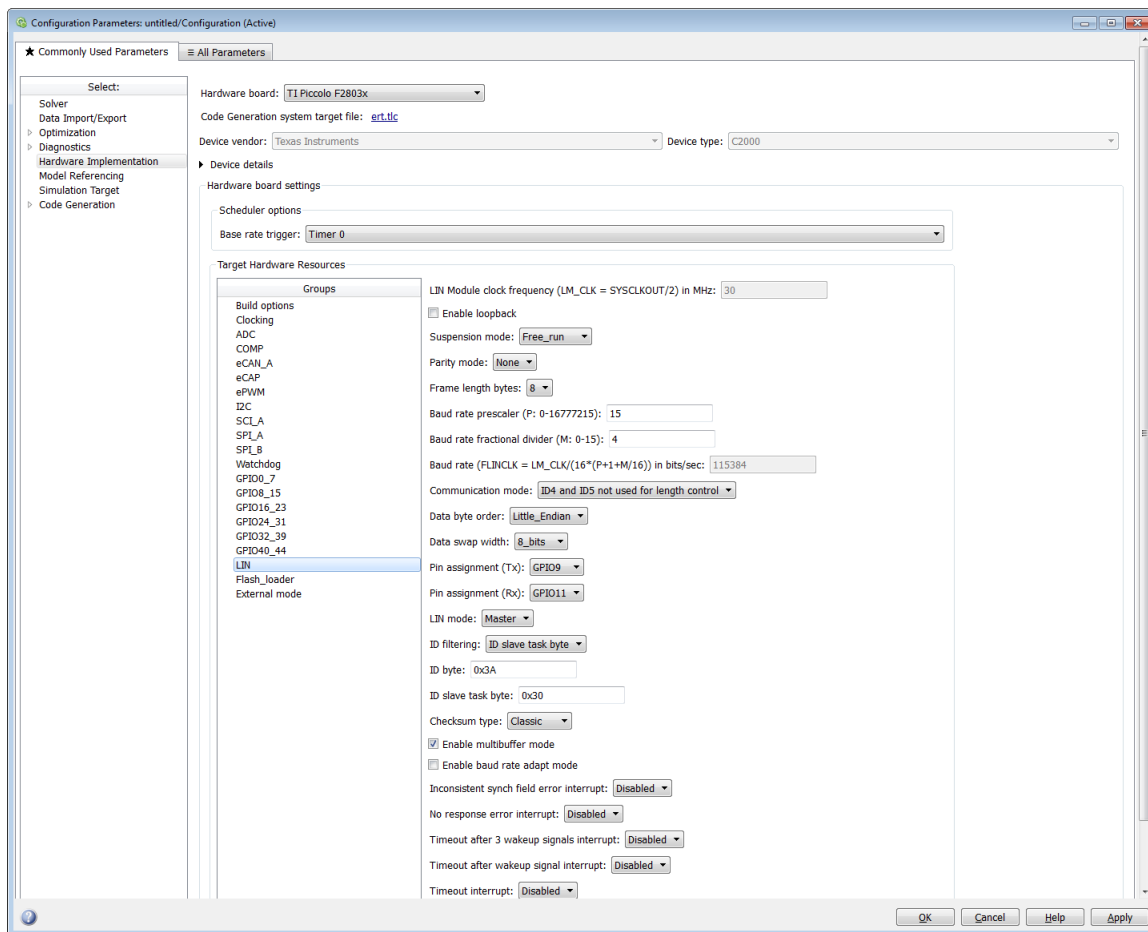 Configuration Parameters: untitled/Configuration (Active)
★ Commonly Used Parameters
≡ All Parameters
Select:
Solver
Data Import/Export
Optimization
Diagnostics
Hardware Implementation
Model Referencing
Simulation Target
Code Generation
Hardware board: TI Piccolo F2803x
Code Generation system target file: ert.tlc
Device vendor: Texas Instruments Device type: C2000
Device details
Hardware board settings
Scheduler options
Base rate trigger: Timer 0
Target Hardware Resources
Groups
Build options
Clocking
ADC
COMP
eCAN_A
eCAP
ePWM
I2C
SCI_A
SPI_A
SPI_B
Watchdog
GPIO0_7
GPIO8_15
GPIO16_23
GPIO24_31
GPIO32_39
GPIO40_44
LIN
Flash_loader
External mode
LIN Module clock frequency (LM_CLK = SYSCLKOUT/2) in MHz: 30
Enable loopback
Suspension mode: Free_run
Parity mode: None
Frame length bytes: 8
Baud rate prescaler (P: 0-16777215): 15
Baud rate fractional divider (M: 0-15): 4
Baud rate (FLINCLK = LM_CLK/(16*(P+1+M/16)) in bits/sec: 115384
Communication mode: ID4 and ID5 not used for length control
Data byte order: Little_Endian
Data swap width: 8_bits
Pin assignment (Tx): GPIO9
Pin assignment (Rx): GPIO11
LIN mode: Master
ID filtering: ID slave task byte
ID byte: 0x3A
ID slave task byte: 0x30
Checksum type: Classic
Enable multibuffer mode
Enable baud rate adapt mode
Inconsistent synch field error interrupt: Disabled
No response error interrupt: Disabled
Timeout after 3 wakeup signals interrupt: Disabled
Timeout after wakeup signal interrupt: Disabled
Timeout interrupt: Disabled
OK
Cancel
Help
Apply